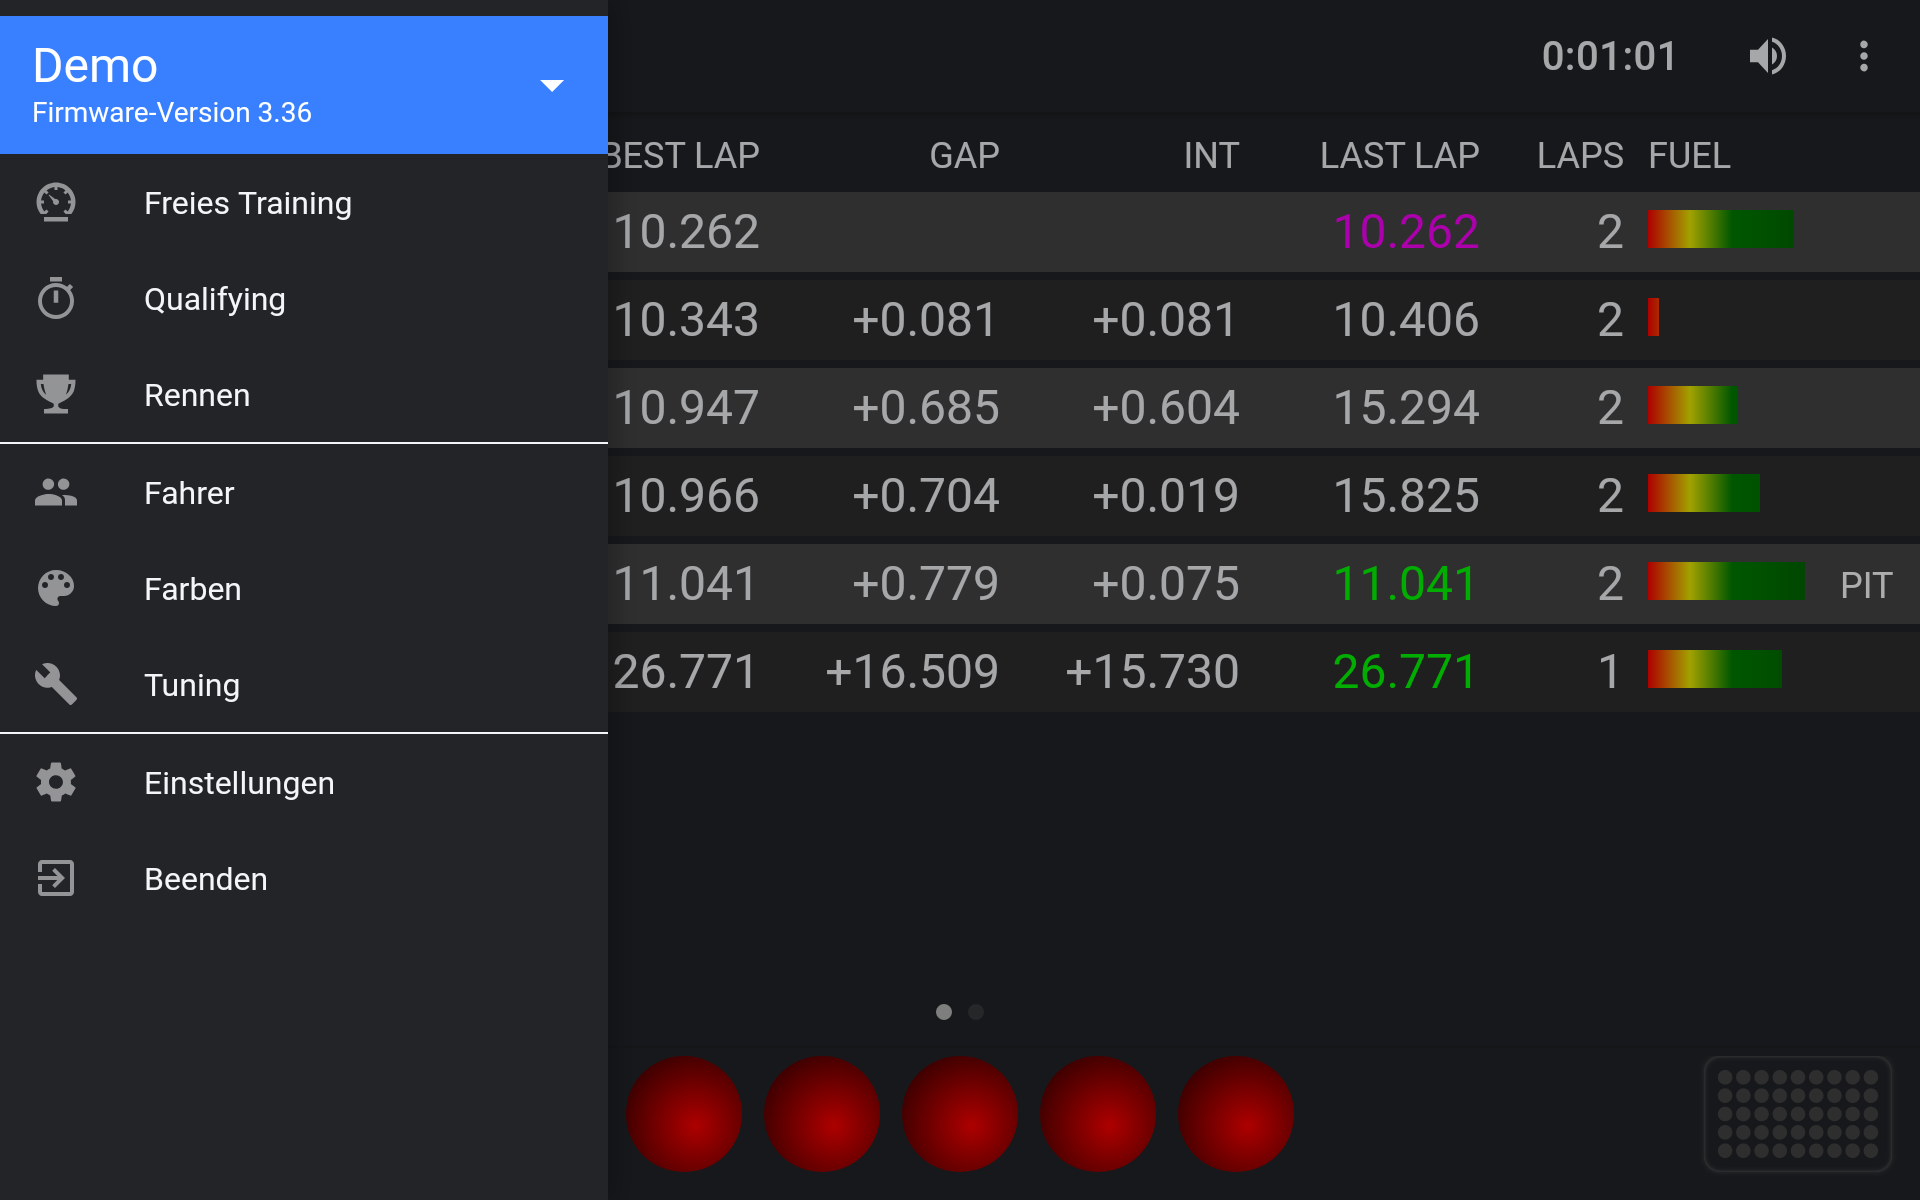 Demo
Firmware-Version 3.36
Freies Training
Qualifying
Rennen
Fahrer
Farben
Tuning
Einstellungen
Beenden
0:01:01
BEST LAP GAP INT LAST LAP LAPS FUEL
10.262 10.262 2
10.343 +0.081 +0.081 10.406 2
10.947 +0.685 +0.604 15.294 2
10.966 +0.704 +0.019 15.825 2
11.041 +0.779 +0.075 11.041 2 PIT
26.771 +16.509 +15.730 26.771 1